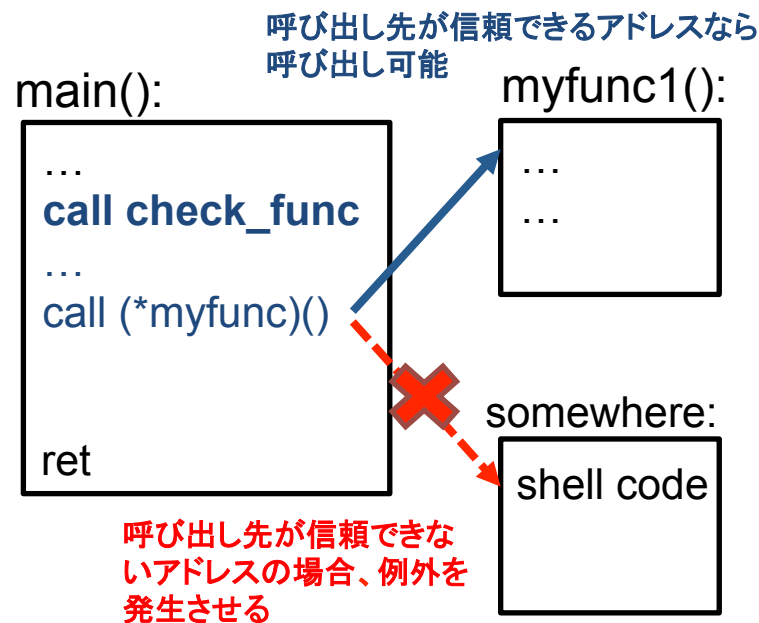 呼び出し先が信頼できるアドレスなら
呼び出し可能
main():
…
call check_func
…
call (*myfunc)()
ret
myfunc1():
…
…
somewhere:
shell code
呼び出し先が信頼できな
いアドレスの場合、例外を
発生させる